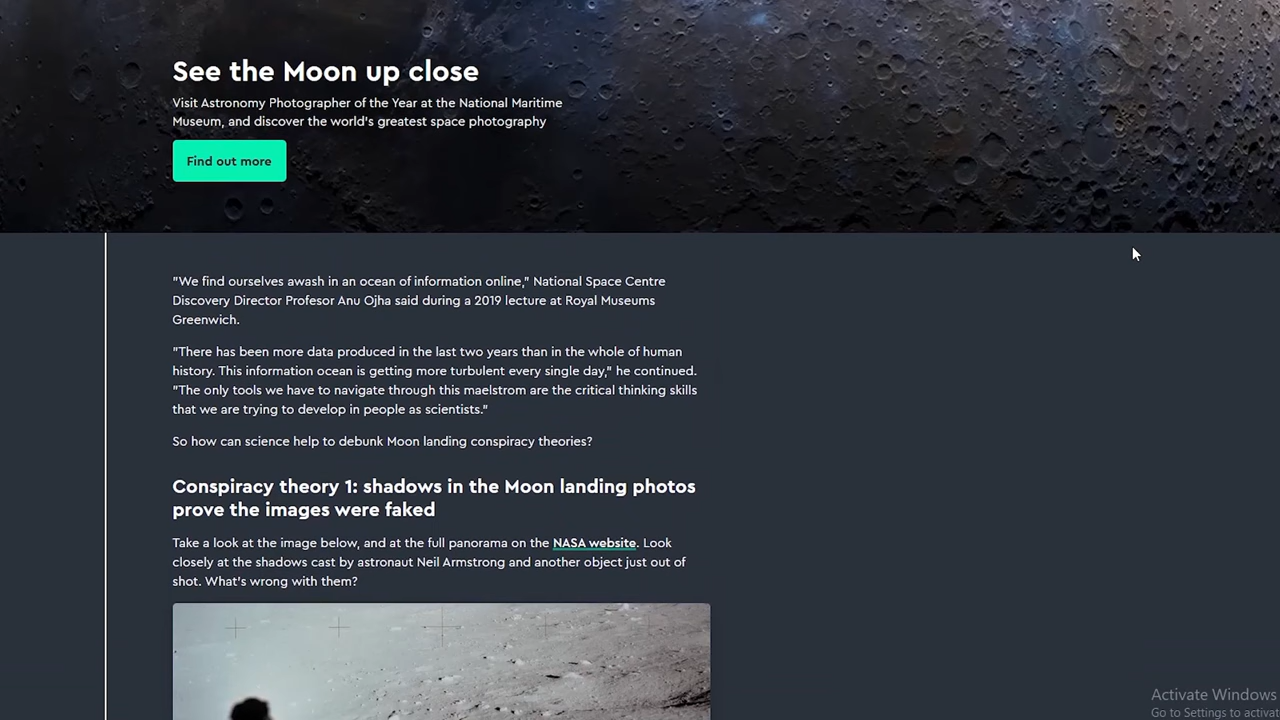 See the Moon up close
Visit Astronomy Photographer of the Year at the National Maritime
Museum, and discover the world's greatest space photography
Find out more
"We find ourselves awash in an ocean of information online," National Space Centre
Discovery Director Profesor Anu Ojha said during a 2019 lecture at Royal Museums
Greenwich.
"There has been more data produced in the last two years than in the whole of human
history. This information ocean is getting more turbulent every single day," he continued.
"The only tools we have to navigate through this maelstrom are the critical thinking skills
that we are trying to develop in people as scientists."
So how can science help to debunk Moon landing conspiracy theories?
Conspiracy theory 1: shadows in the Moon landing photos
prove the images were faked
Take a look at the image below, and at the full panorama on the NASA website. Look
closely at the shadows cast by astronaut Neil Armstrong and another object just out of
shot. What's wrong with them?
Activate Windows
Go to Settings to activat